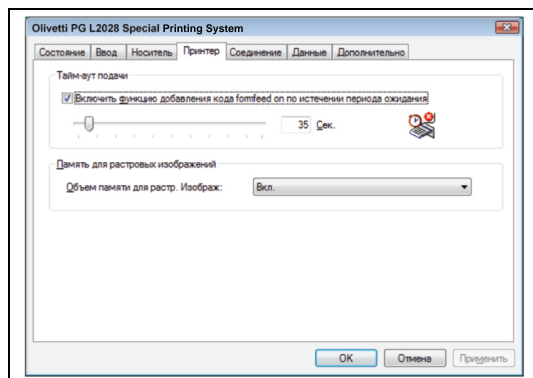 Olivetti PG L2028 Special Printing System
Состояние Ввод Носитель Принтер Соединение Данные Дополнительно
Тайм-аут подачи
Включить функцию добавления кода formfeed on по истечении периода ожидания
35 Сек.
Память для растровых изображений
Объем памяти для растр. Изображ: Вкл.
OK Отмена Применить